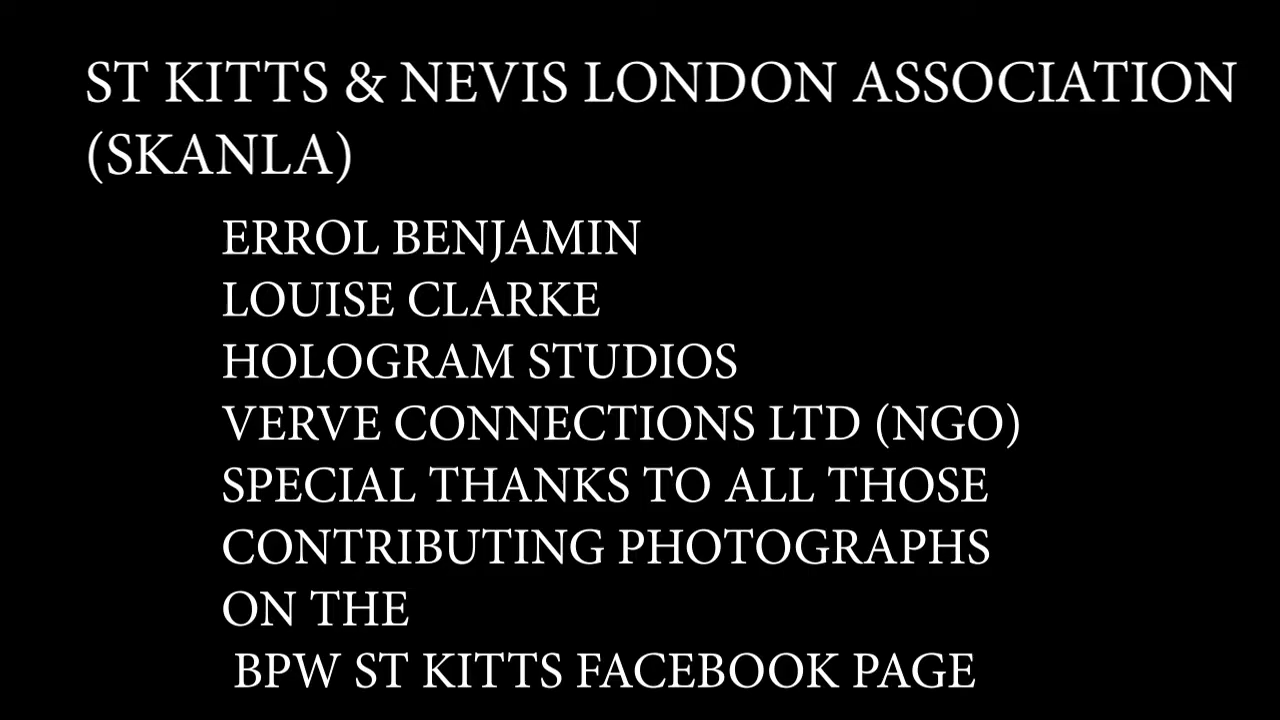 ST KITTS & NEVIS LONDON ASSOCIATION
(SKANLA)
ERROL BENJAMIN
LOUISE CLARKE
HOLOGRAM STUDIOS
VERVE CONNECTIONS LTD (NGO)
SPECIAL THANKS TO ALL THOSE
CONTRIBUTING PHOTOGRAPHS
ON THE
BPW ST KITTS FACEBOOK PAGE